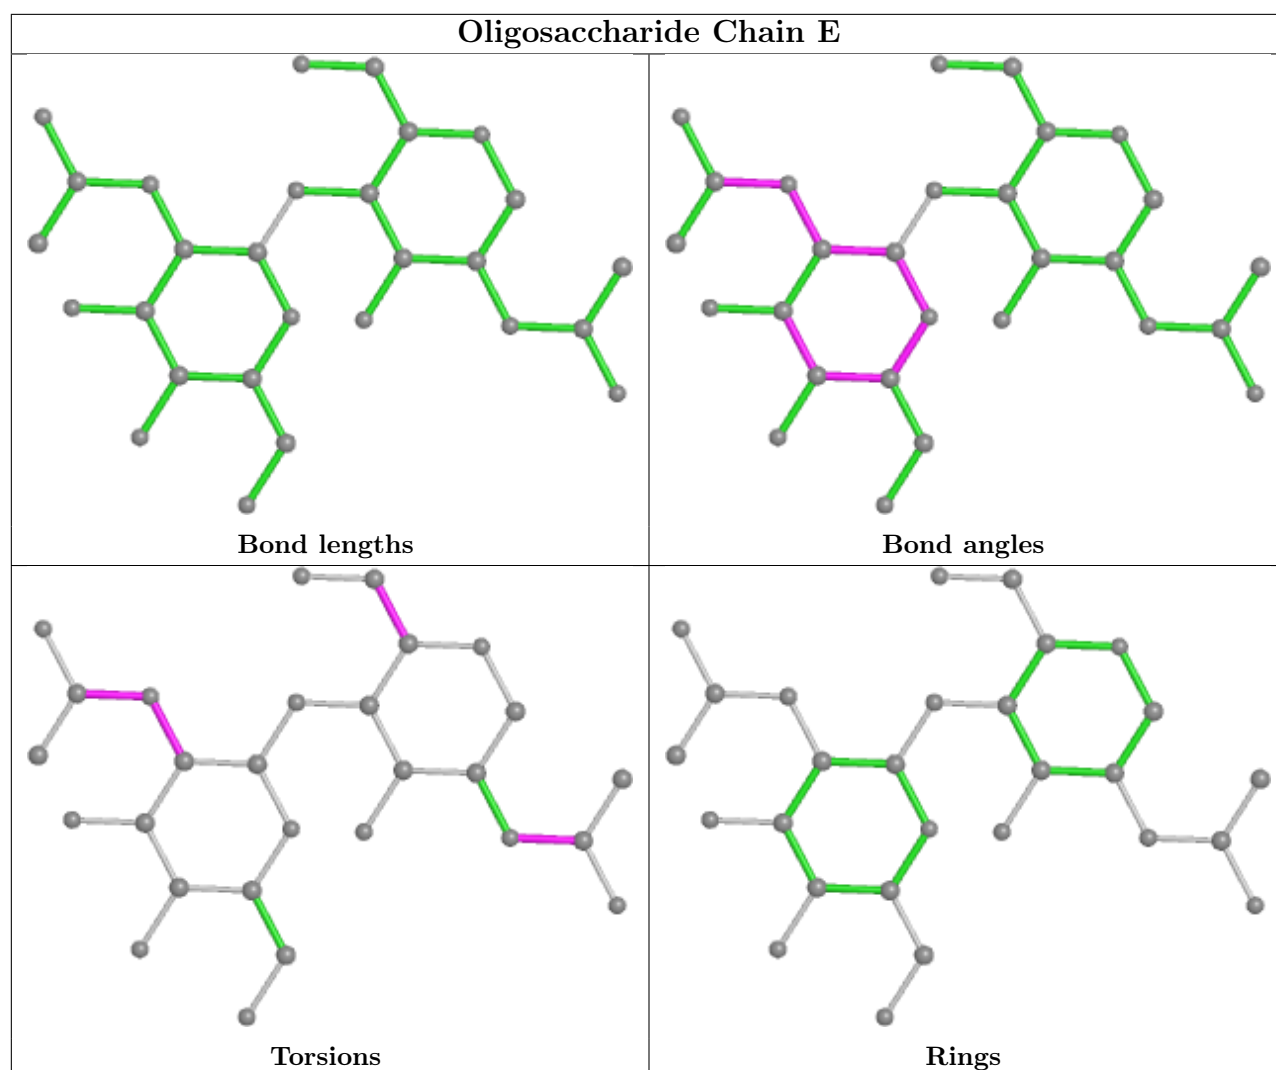 Oligosaccharide Chain E
Bond lengths
Bond angles
Torsions
Rings